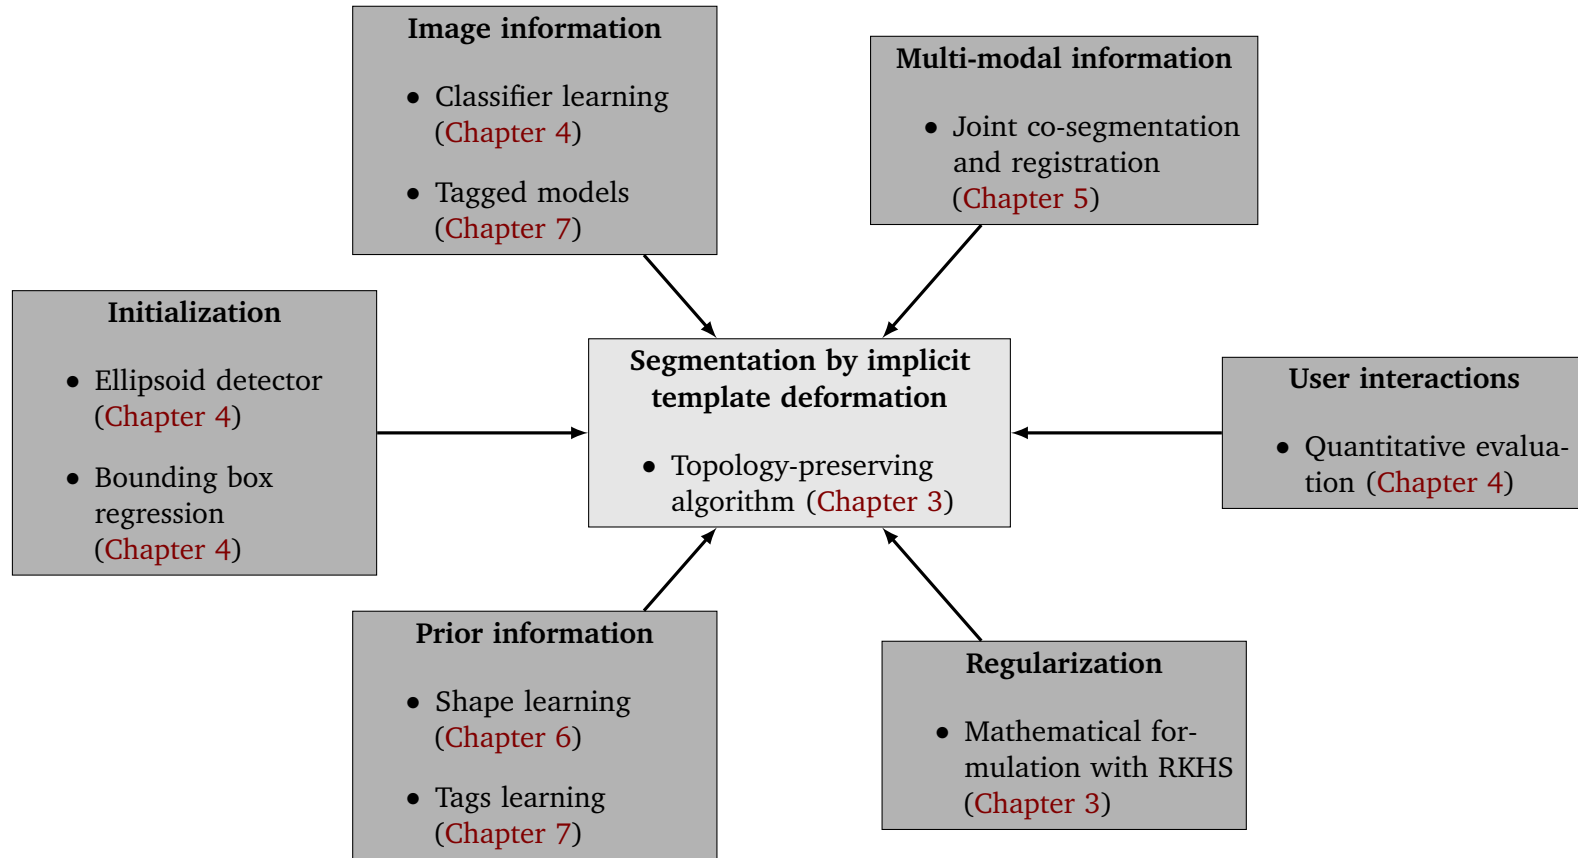 Image information
• Classifier learning
(Chapter 4)
• Tagged models
(Chapter 7)
Multi-modal information
• Joint co-segmentation
and registration
(Chapter 5)
Initialization
• Ellipsoid detector
(Chapter 4)
• Bounding box
regression
(Chapter 4)
Segmentation by implicit
template deformation
• Topology-preserving
algorithm (Chapter 3)
User interactions
• Quantitative evalua-
tion (Chapter 4)
Prior information
• Shape learning
(Chapter 6)
• Tags learning
(Chapter 7)
Regularization
• Mathematical for-
mulation with RKHS
(Chapter 3)